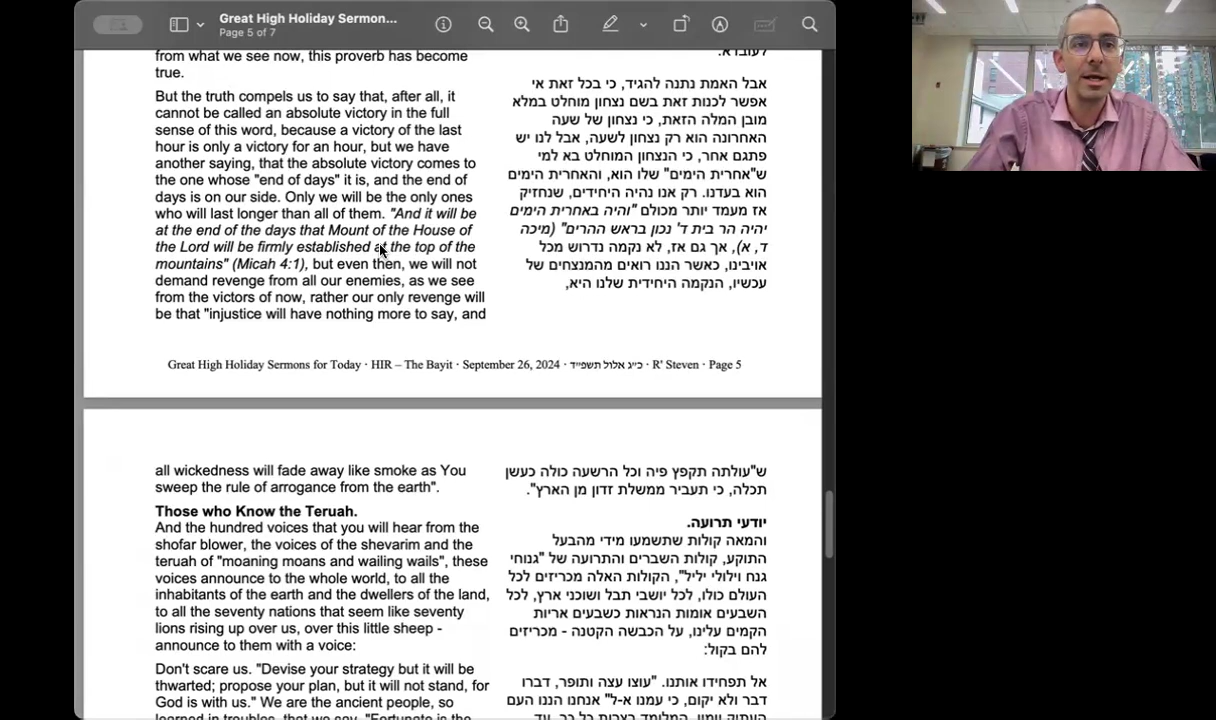 Great High Holiday Sermon...
Page 5 of 7
from what we see now, this proverb has become
true.
But the truth compels us to say that, after all, it
cannot be called an absolute victory in the full
sense of this word, because a victory of the last
hour is only a victory for an hour, but we have
another saying, that the absolute victory comes to
the one whose "end of days" it is, and the end of
days is on our side. Only we will be the only ones
who will last longer than all of them. "And it will be
at the end of the days that Mount of the House of
the Lord will be firmly established at the top of the
mountains" (Micah 4:1), but even then, we will not
demand revenge from all our enemies, as we see
from the victors of now, rather our only revenge will
be that "injustice will have nothing more to say, and
לעובדא.
אבל האמת נתנה להגיד, כי בכל זאת אי
אפשר לכנות זאת בשם נצחון מוחלט במלא
מובן המלה הזאת, כי נצחון של שעה
האחרונה הוא רק נצחון לשעה, אבל לנו יש
פתגם אחר, כי הנצחון המוחלט בא למי
ש"אחרית הימים" שלו הוא, והאחרית הימים
הוא בעדנו. רק אנו נהיה היחידים, שנחזיק
אז מעמד יותר מכולם "והיה באחרית הימים
יהיה הר בית ד' נכון בראש ההרים" (מיכה
ד, א), אך גם אז, לא נקמה נדרוש מכל
אויבינו, כאשר הננו רואים מהמנצחים של
עכשיו, הנקמה היחידית שלנו היא,
Great High Holiday Sermons for Today · HIR – The Bayit · September 26, 2024 · כ״ג אלול תשפ״ד · R' Steven · Page 5
all wickedness will fade away like smoke as You
sweep the rule of arrogance from the earth".
Those who Know the Teruah.
And the hundred voices that you will hear from the
shofar blower, the voices of the shevarim and the
teruah of "moaning moans and wailing wails", these
voices announce to the whole world, to all the
inhabitants of the earth and the dwellers of the land,
to all the seventy nations that seem like seventy
lions rising up over us, over this little sheep -
announce to them with a voice:
Don't scare us. "Devise your strategy but it will be
thwarted; propose your plan, but it will not stand, for
God is with us." We are the ancient people, so
learned in troubles, that we say, "Fortunate is the
ש"עולתה תקפץ פיה וכל הרשעה כולה כעשן
תכלה, כי תעביר ממשלת זדון מן הארץ".
יודעי תרועה.
והמאה קולות שתשמעו מידי מהבעל
התוקע, קולות השברים והתרועה של "גנוחי
גנח וילולי יליל", הקולות האלה מכריזים לכל
העולם כולו, לכל יושבי תבל ושוכני ארץ, לכל
השבעים אומות הנראות כשבעים אריות
הקמים עלינו, על הכבשה הקטנה - מכריזים
להם בקול:
אל תפחידו אותנו. "עוצו עצה ותופר, דברו
דבר ולא יקום, כי עמנו א-ל" אנחנו הננו העם
העתיק יומין, המלומד בצרות כל כך, עד